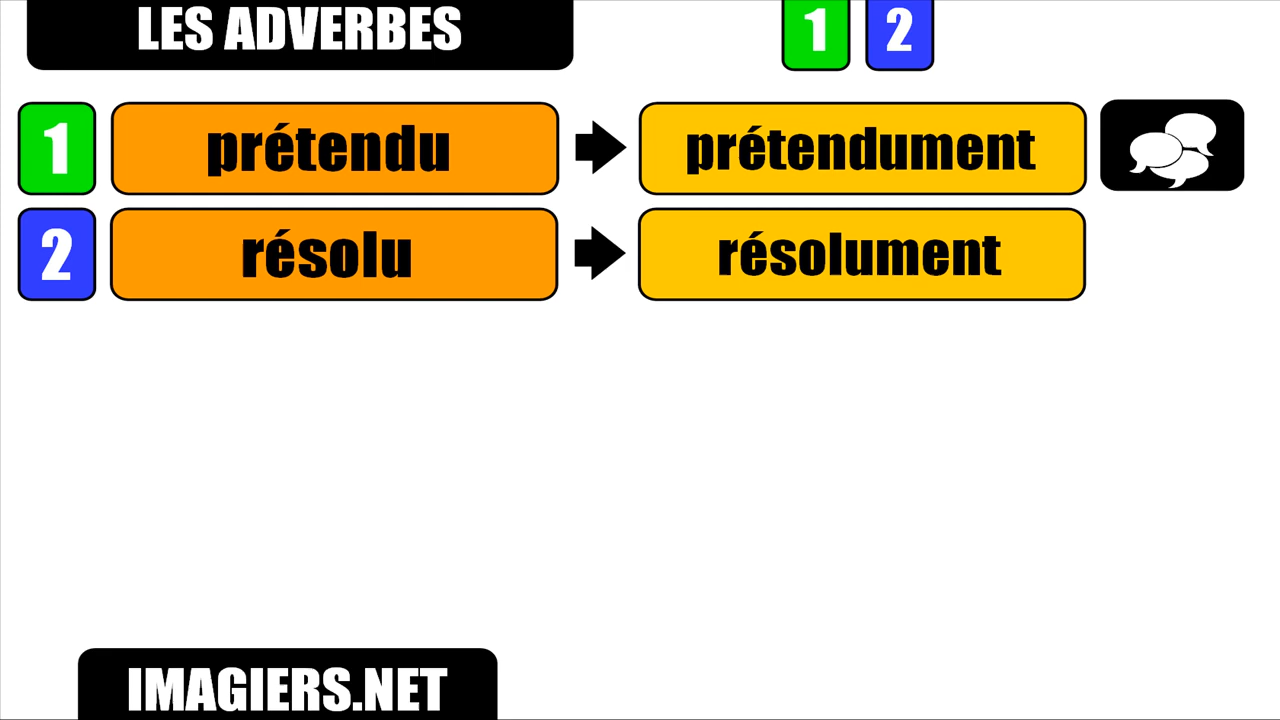 LES ADVERBES
1 2
1 prétendu prétendument
2 résolu résolument
IMAGIERS.NET